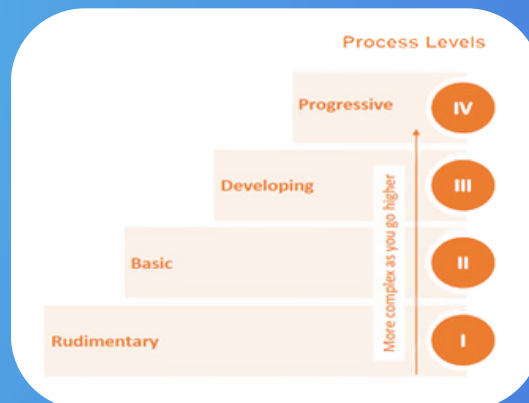 Process Levels
Progressive
IV
Developing
III
More complex as you go higher
Basic
II
Rudimentary
I